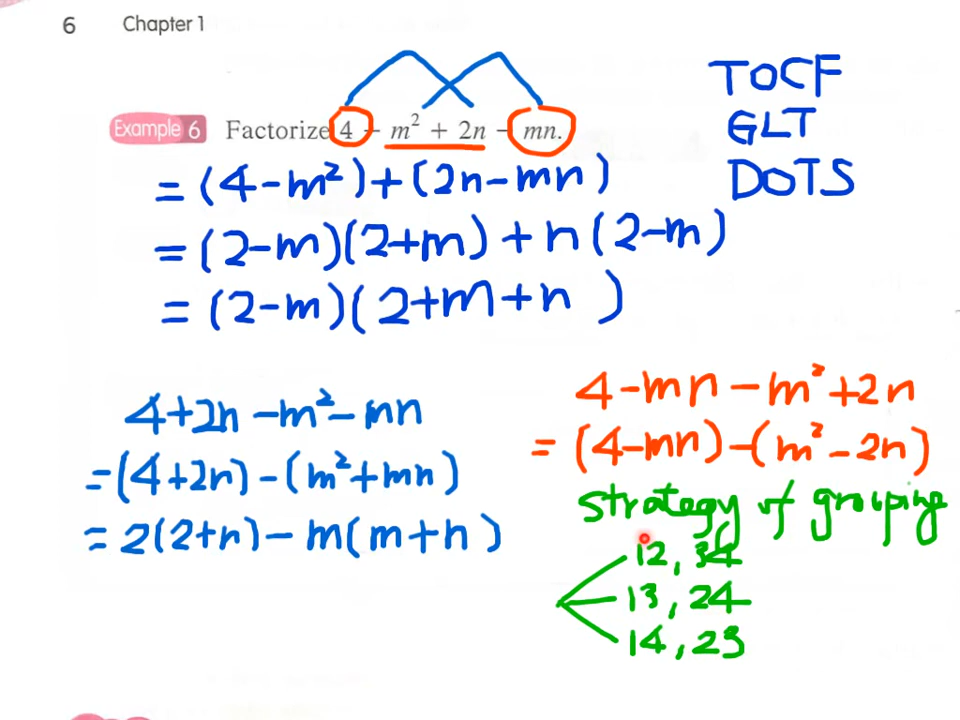 6 Chapter 1
Example 6 Factorize 4 − m² + 2n − mn.
TOCF
GLT
DOTS
= (4-m²)+(2n-mn)
= (2-m)(2+m)+n(2-m)
= (2-m)(2+m+n )
4+2n-m²-mn
=(4+2n)-(m²+mn)
= 2(2+n)-m(m+n)
4-mn-m²+2n
= (4-mn)-(m²-2n)
strategy of grouping
12, 34
13, 24
14, 23